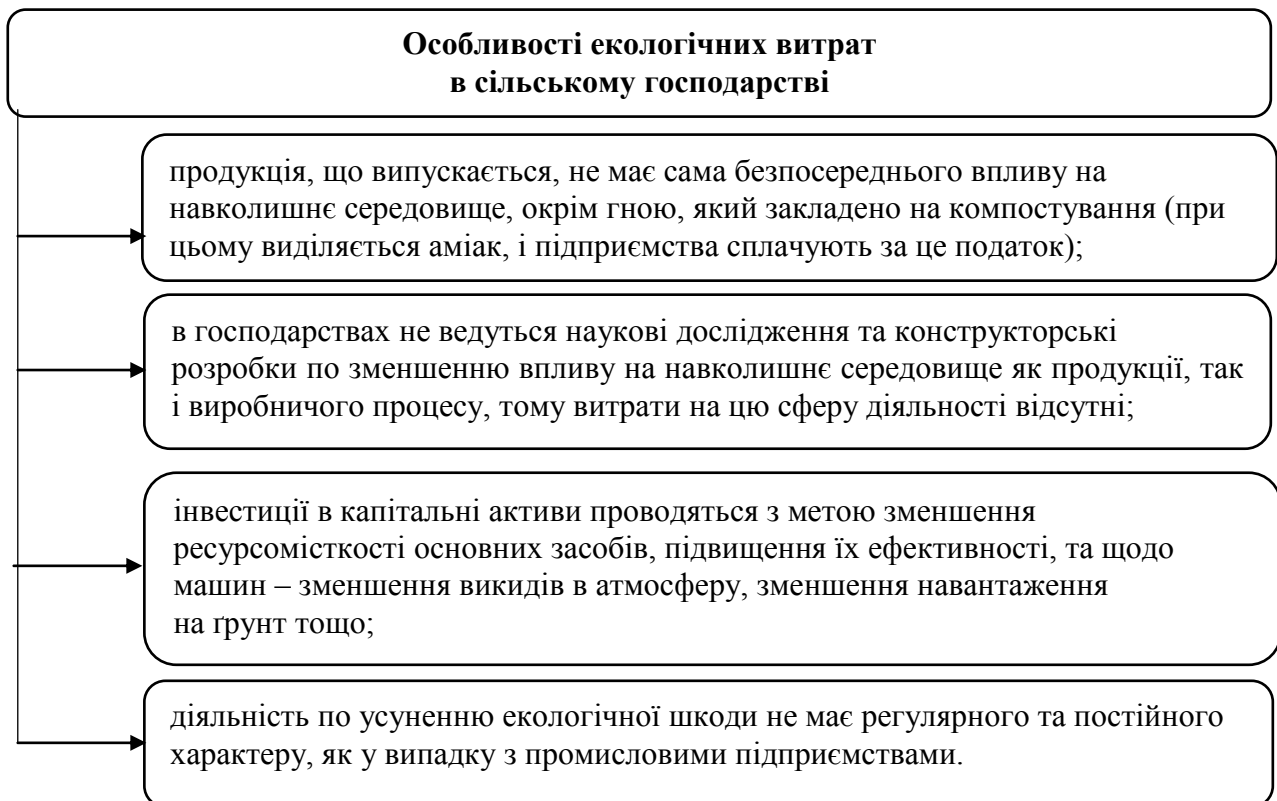 Особливості екологічних витрат
в сільському господарстві
продукція, що випускається, не має сама безпосереднього впливу на
навколишнє середовище, окрім гною, який закладено на компостування (при
цьому виділяється аміак, і підприємства сплачують за це податок);
в господарствах не ведуться наукові дослідження та конструкторські
розробки по зменшенню впливу на навколишнє середовище як продукції, так
і виробничого процесу, тому витрати на цю сферу діяльності відсутні;
інвестиції в капітальні активи проводяться з метою зменшення
ресурсомісткості основних засобів, підвищення їх ефективності, та щодо
машин – зменшення викидів в атмосферу, зменшення навантаження
на ґрунт тощо;
діяльність по усуненню екологічної шкоди не має регулярного та постійного
характеру, як у випадку з промисловими підприємствами.